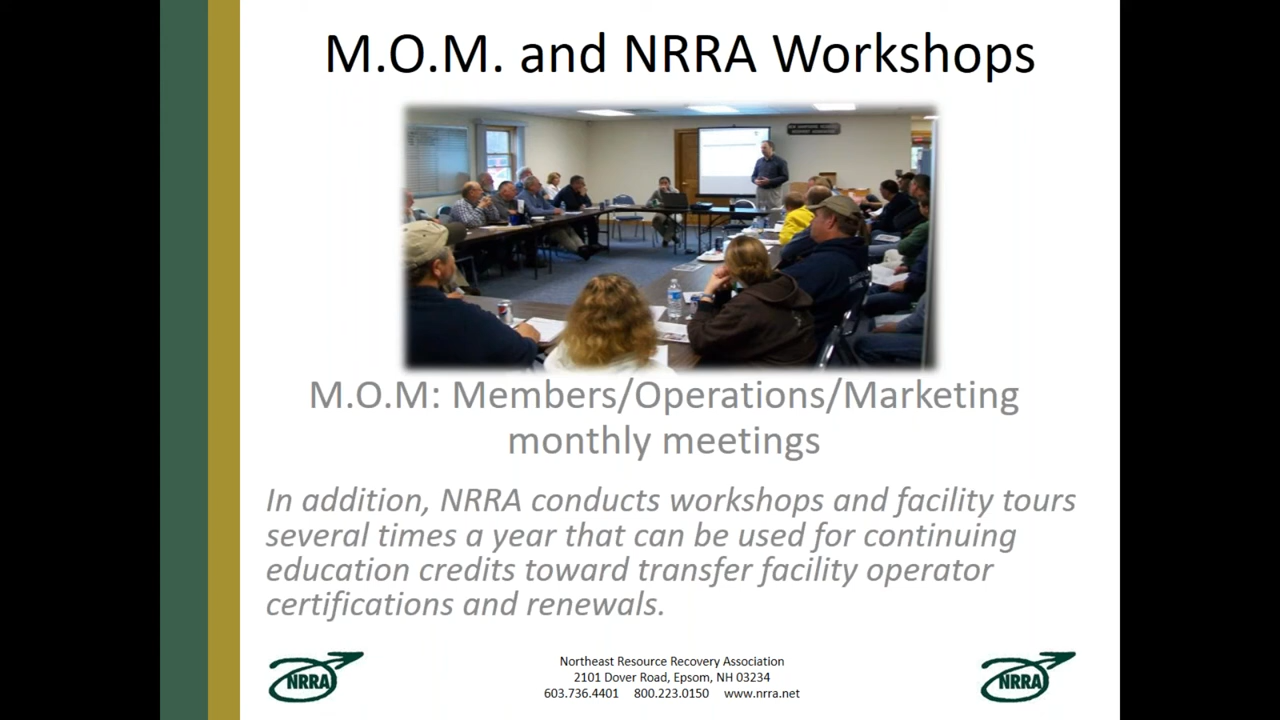 M.O.M. and NRRA Workshops
M.O.M: Members/Operations/Marketing
monthly meetings
In addition, NRRA conducts workshops and facility tours
several times a year that can be used for continuing
education credits toward transfer facility operator
certifications and renewals.
NRRA
Northeast Resource Recovery Association
2101 Dover Road, Epsom, NH 03234
603.736.4401 800.223.0150 www.nrra.net
NRRA